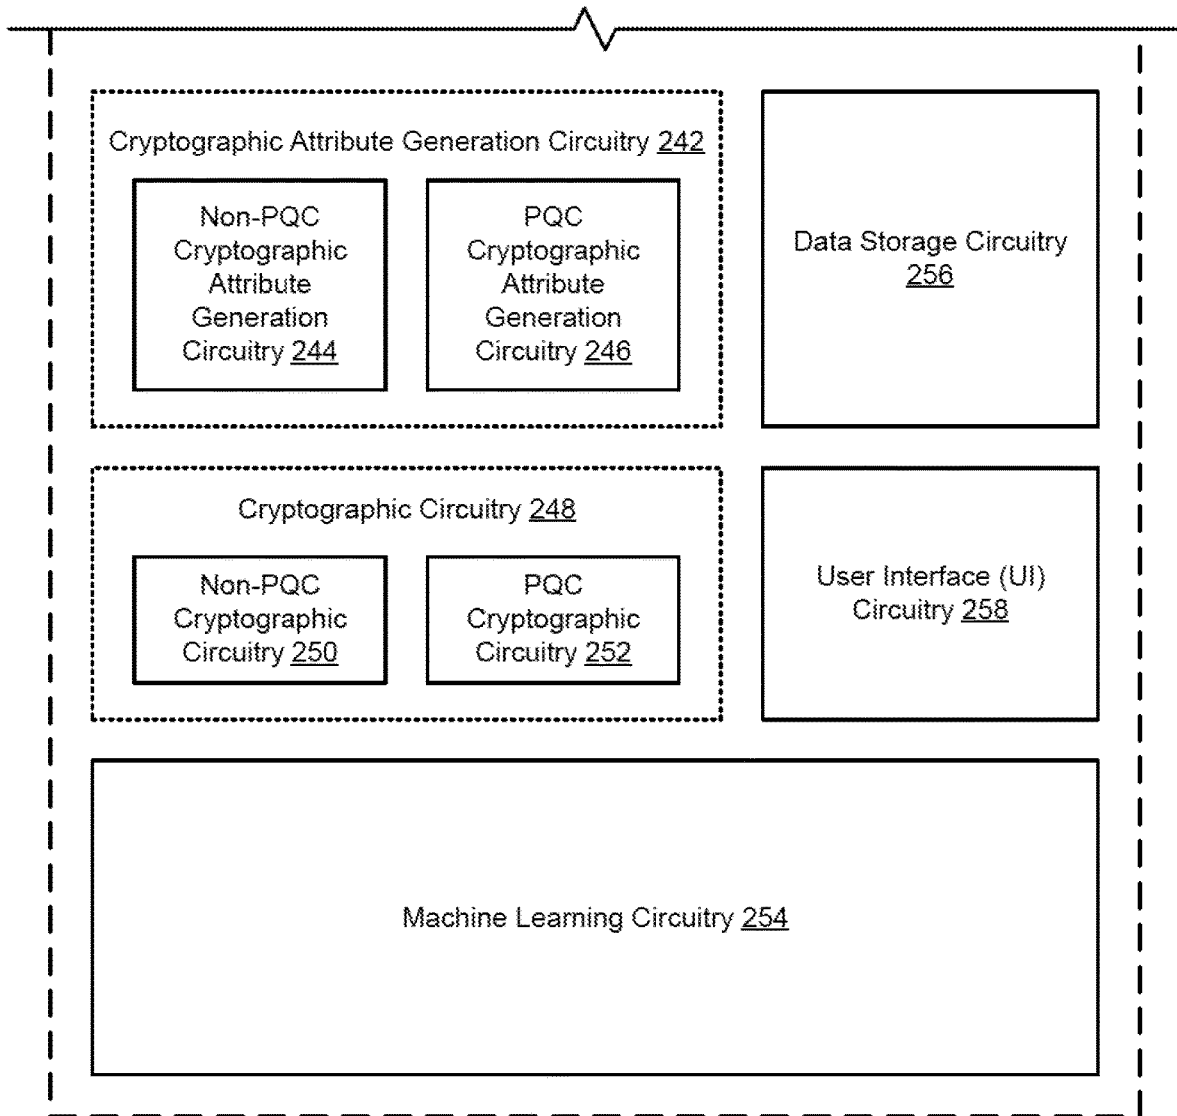 Cryptographic Attribute Generation Circuitry 242
Non-PQC
Cryptographic
Attribute
Generation
Circuitry 244
PQC
Cryptographic
Attribute
Generation
Circuitry 246
Data Storage Circuitry
256
Cryptographic Circuitry 248
Non-PQC
Cryptographic
Circuitry 250
PQC
Cryptographic
Circuitry 252
User Interface (UI)
Circuitry 258
Machine Learning Circuitry 254